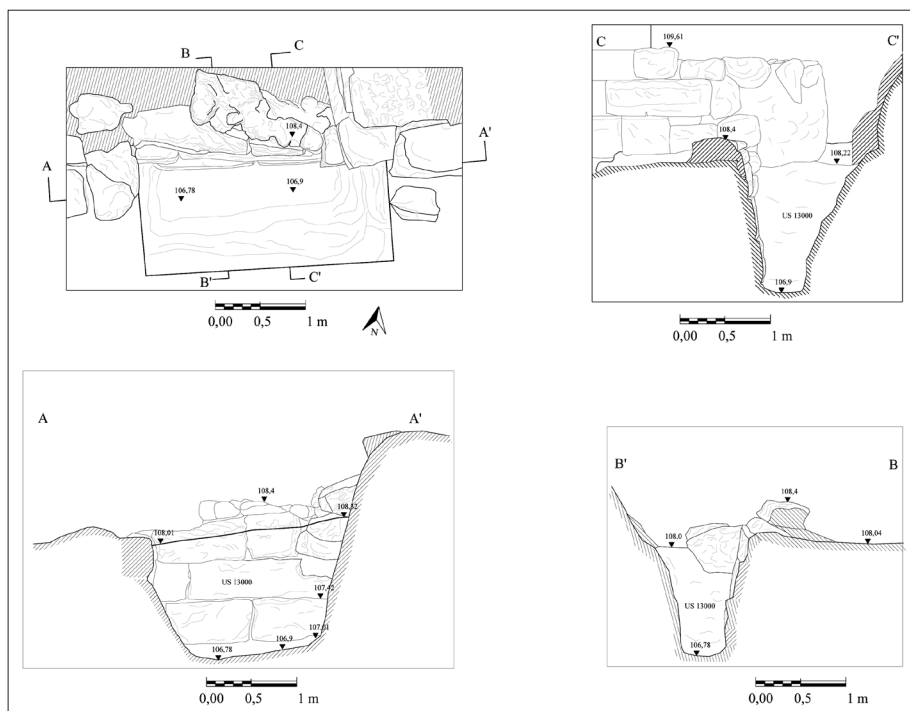 B
C
A
A'
108,4
106,78
106,9
B'
C'
0,00 0,5 1 m
N
C
C'
109,61
108,4
108,22
US 13000
106,9
0,00 0,5 1 m
A
A'
108,4
108,32
108,01
US 13000
107,42
107,01
106,9
106,78
0,00 0,5 1 m
B'
B
108,4
108,0
108,04
US 13000
106,78
0,00 0,5 1 m